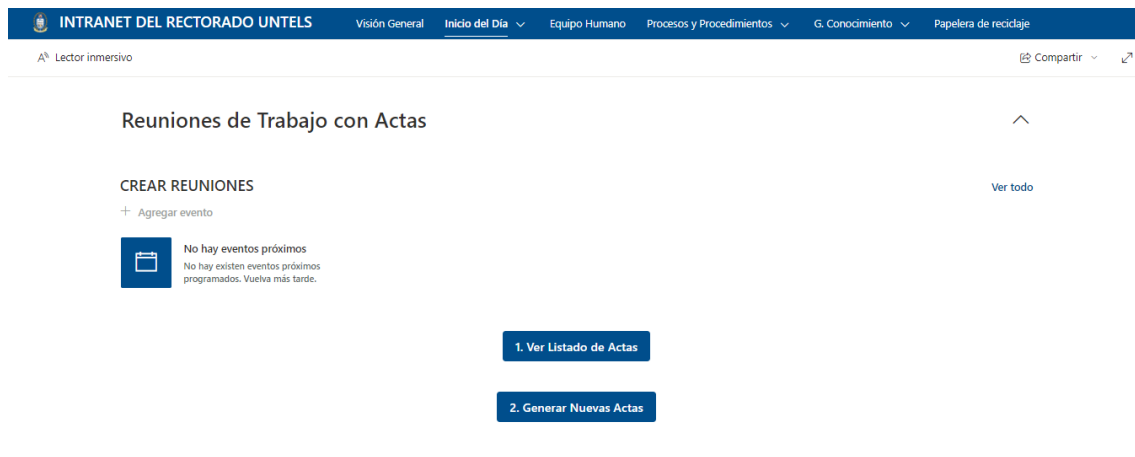 INTRANET DEL RECTORADO UNTELS
Visión General
Inicio del Día
Equipo Humano
Procesos y Procedimientos
G. Conocimiento
Papelera de reciclaje
Lector inmersivo
Compartir
Reuniones de Trabajo con Actas
CREAR REUNIONES
Ver todo
+ Agregar evento
No hay eventos próximos
No hay existen eventos próximos
programados. Vuelva más tarde.
1. Ver Listado de Actas
2. Generar Nuevas Actas